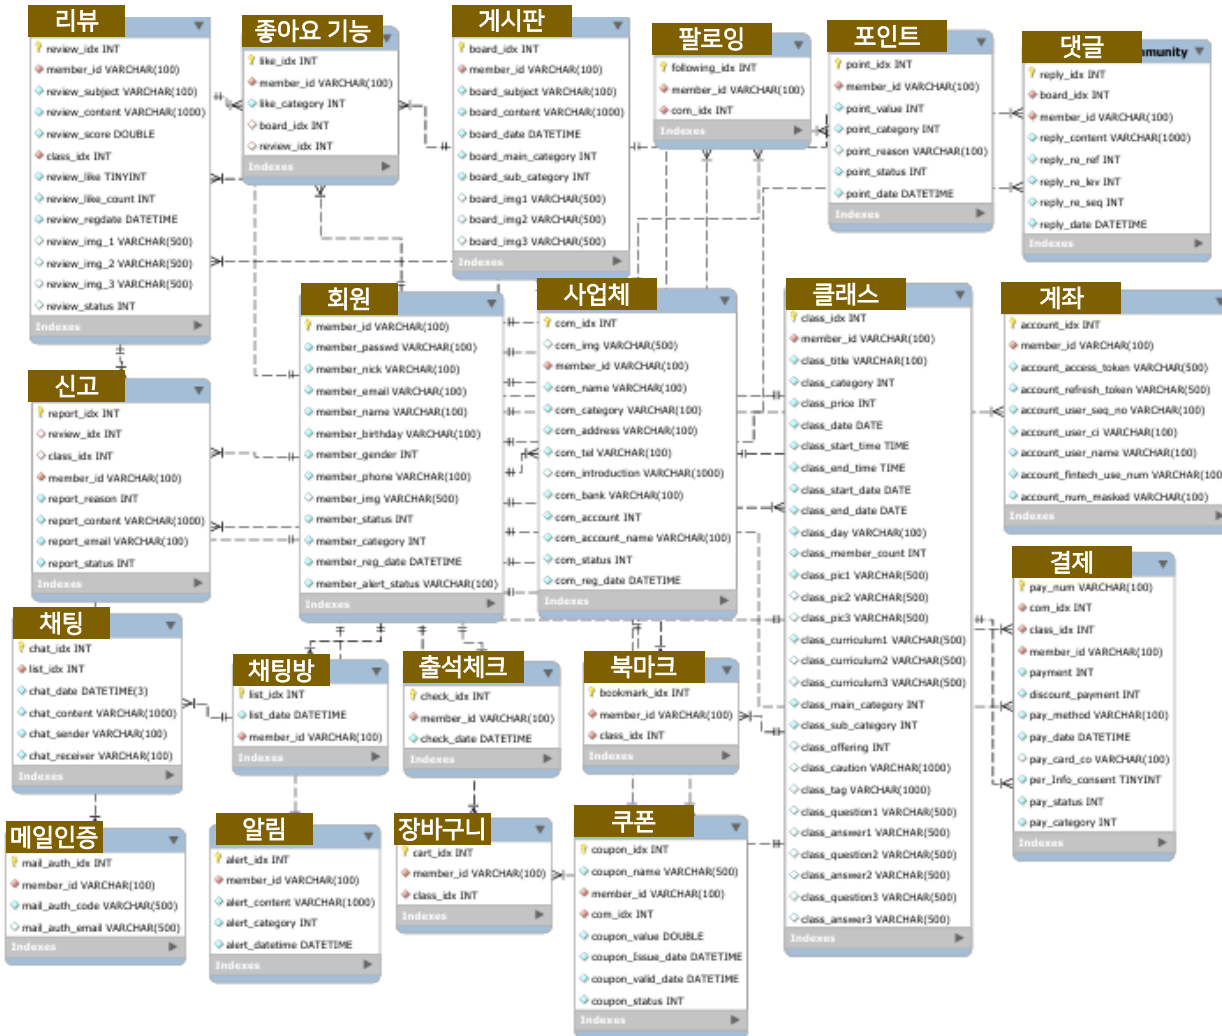 리뷰
review_idx INT
member_id VARCHAR(100)
review_subject VARCHAR(100)
review_content VARCHAR(1000)
review_score DOUBLE
class_idx INT
review_like TINYINT
review_like_count INT
review_regdate DATETIME
review_img_1 VARCHAR(500)
review_img_2 VARCHAR(500)
review_img_3 VARCHAR(500)
review_status INT
Indexes
좋아요 기능
like_idx INT
member_id VARCHAR(100)
like_category INT
board_idx INT
review_idx INT
Indexes
게시판
board_idx INT
member_id VARCHAR(100)
board_subject VARCHAR(100)
board_content VARCHAR(1000)
board_date DATETIME
board_main_category INT
board_sub_category INT
board_img1 VARCHAR(500)
board_img2 VARCHAR(500)
board_img3 VARCHAR(500)
Indexes
팔로잉
following_idx INT
member_id VARCHAR(100)
com_idx INT
Indexes
포인트
point_idx INT
member_id VARCHAR(100)
point_value INT
point_category INT
point_reason VARCHAR(100)
point_status INT
point_date DATETIME
Indexes
댓글
mmunity
reply_idx INT
board_idx INT
member_id VARCHAR(100)
reply_content VARCHAR(1000)
reply_re_ref INT
reply_re_lev INT
reply_re_seq INT
reply_date DATETIME
Indexes
회원
member_id VARCHAR(100)
member_passwd VARCHAR(100)
member_nick VARCHAR(100)
member_email VARCHAR(100)
member_name VARCHAR(100)
member_birthday VARCHAR(100)
member_gender INT
member_phone VARCHAR(100)
member_img VARCHAR(500)
member_status INT
member_category INT
member_reg_date DATETIME
member_alert_status VARCHAR(100)
Indexes
사업체
com_idx INT
com_img VARCHAR(500)
member_id VARCHAR(100)
com_name VARCHAR(100)
com_category VARCHAR(100)
com_address VARCHAR(100)
com_tel VARCHAR(100)
com_introduction VARCHAR(1000)
com_bank VARCHAR(100)
com_account INT
com_account_name VARCHAR(100)
com_status INT
com_reg_date DATETIME
Indexes
클래스
class_idx INT
member_id VARCHAR(100)
class_title VARCHAR(100)
class_category INT
class_price INT
class_date DATE
class_start_time TIME
class_end_time TIME
class_start_date DATE
class_end_date DATE
class_day VARCHAR(100)
class_member_count INT
class_pic1 VARCHAR(500)
class_pic2 VARCHAR(500)
class_pic3 VARCHAR(500)
class_curriculum1 VARCHAR(500)
class_curriculum2 VARCHAR(500)
class_curriculum3 VARCHAR(500)
class_main_category INT
class_sub_category INT
class_offering INT
class_caution VARCHAR(1000)
class_tag VARCHAR(1000)
class_question1 VARCHAR(500)
class_answer1 VARCHAR(500)
class_question2 VARCHAR(500)
class_answer2 VARCHAR(500)
class_question3 VARCHAR(500)
class_answer3 VARCHAR(500)
Indexes
계좌
account_idx INT
member_id VARCHAR(100)
account_access_token VARCHAR(500)
account_refresh_token VARCHAR(500)
account_user_seq_no VARCHAR(100)
account_user_ci VARCHAR(100)
account_user_name VARCHAR(100)
account_fintech_use_num VARCHAR(100
account_num_masked VARCHAR(100)
Indexes
신고
report_idx INT
review_idx INT
class_idx INT
member_id VARCHAR(100)
report_reason INT
report_content VARCHAR(1000)
report_email VARCHAR(100)
report_status INT
Indexes
결제
pay_num VARCHAR(100)
com_idx INT
class_idx INT
member_id VARCHAR(100)
payment INT
discount_payment INT
pay_method VARCHAR(100)
pay_date DATETIME
pay_card_co VARCHAR(100)
per_Info_consent TINYINT
pay_status INT
pay_category INT
Indexes
채팅
chat_idx INT
list_idx INT
chat_date DATETIME(3)
chat_content VARCHAR(1000)
chat_sender VARCHAR(100)
chat_receiver VARCHAR(100)
Indexes
채팅방
list_idx INT
list_date DATETIME
member_id VARCHAR(100)
Indexes
출석체크
check_idx INT
member_id VARCHAR(100)
check_date DATETIME
Indexes
북마크
bookmark_idx INT
member_id VARCHAR(100)
class_idx INT
Indexes
메일인증
mail_auth_idx INT
member_id VARCHAR(100)
mail_auth_code VARCHAR(500)
mail_auth_email VARCHAR(500)
Indexes
알림
alert_idx INT
member_id VARCHAR(100)
alert_content VARCHAR(1000)
alert_category INT
alert_datetime DATETIME
Indexes
장바구니
cart_idx INT
member_id VARCHAR(100)
class_idx INT
Indexes
쿠폰
coupon_idx INT
coupon_name VARCHAR(500)
member_id VARCHAR(100)
com_idx INT
coupon_value DOUBLE
coupon_Issue_date DATETIME
coupon_valid_date DATETIME
coupon_status INT
Indexes